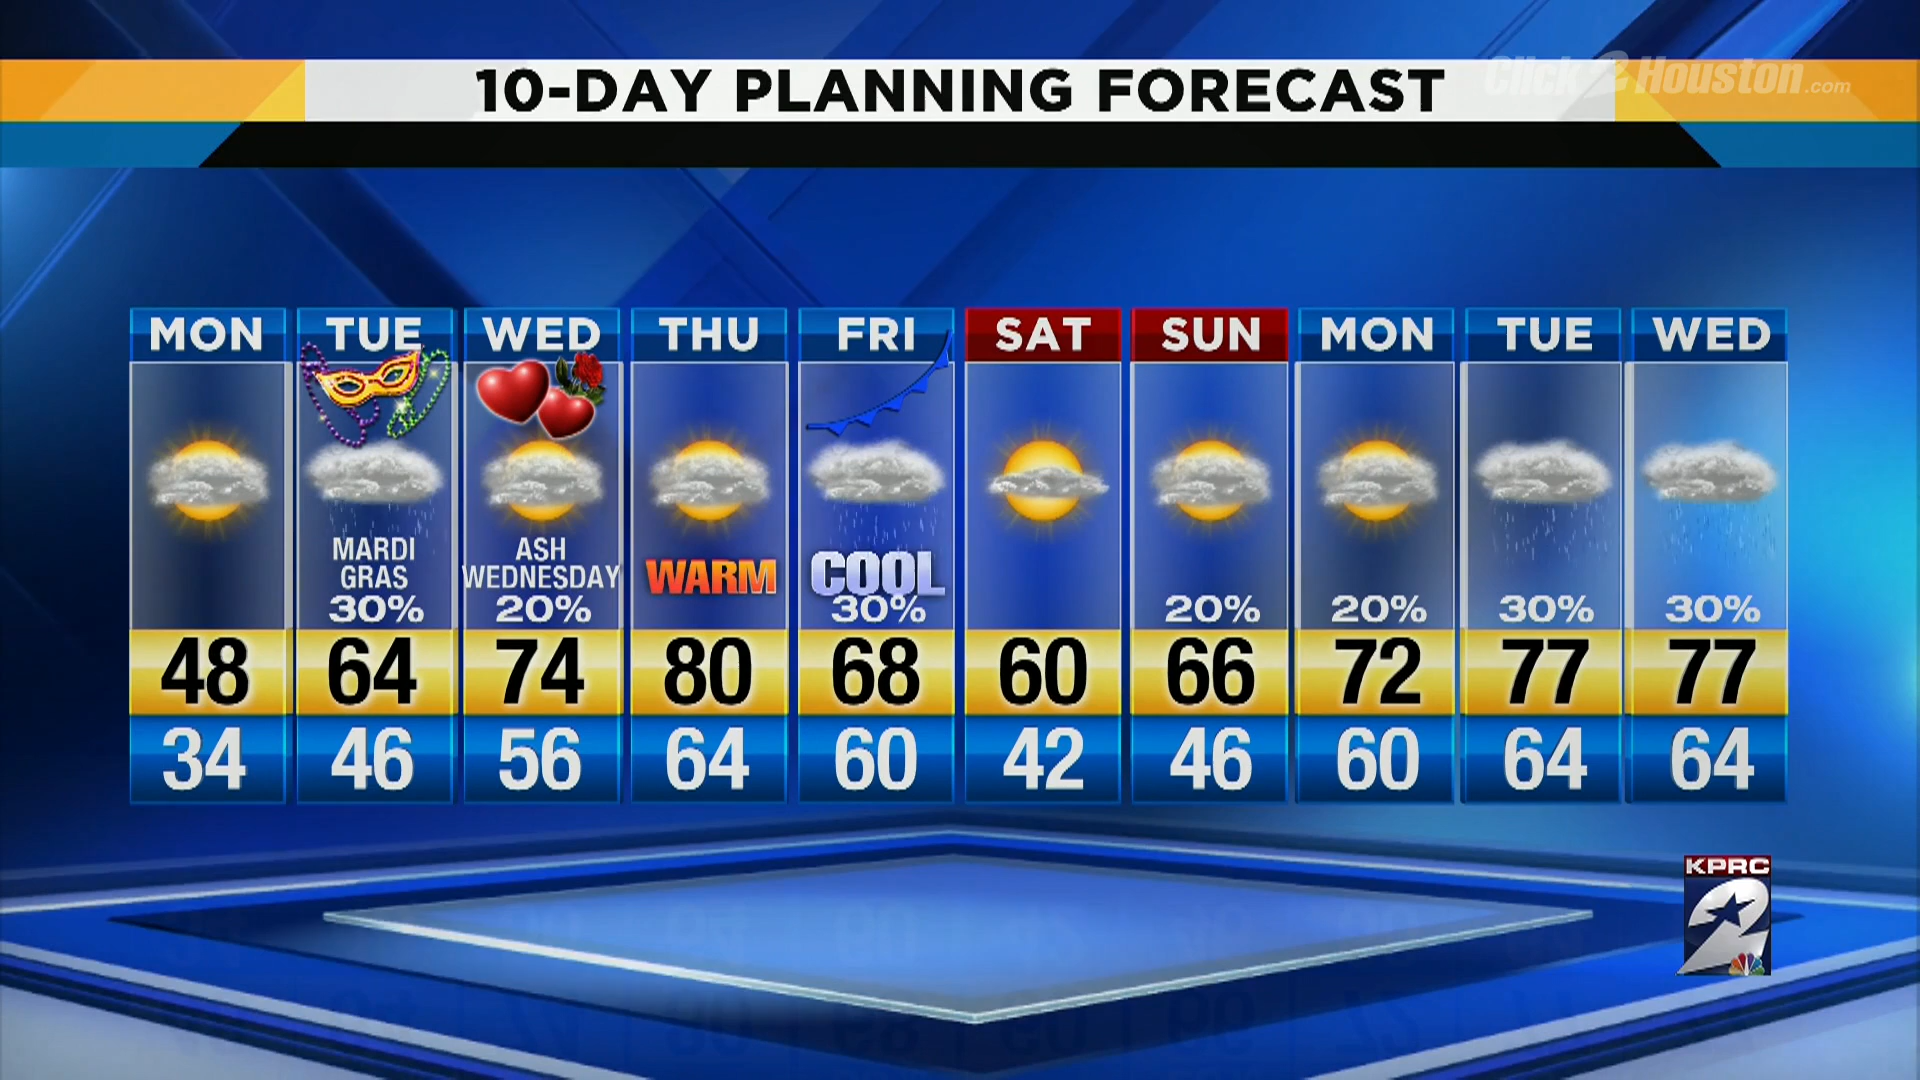 Click2Houston.com
10-DAY PLANNING FORECAST
MON TUE WED THU FRI SAT SUN MON TUE WED
MARDI GRAS
ASH WEDNESDAY
WARM COOL
30% 20% 30% 20% 20% 30% 30%
48 64 74 80 68 60 66 72 77 77
34 46 56 64 60 42 46 60 64 64
KPRC
2